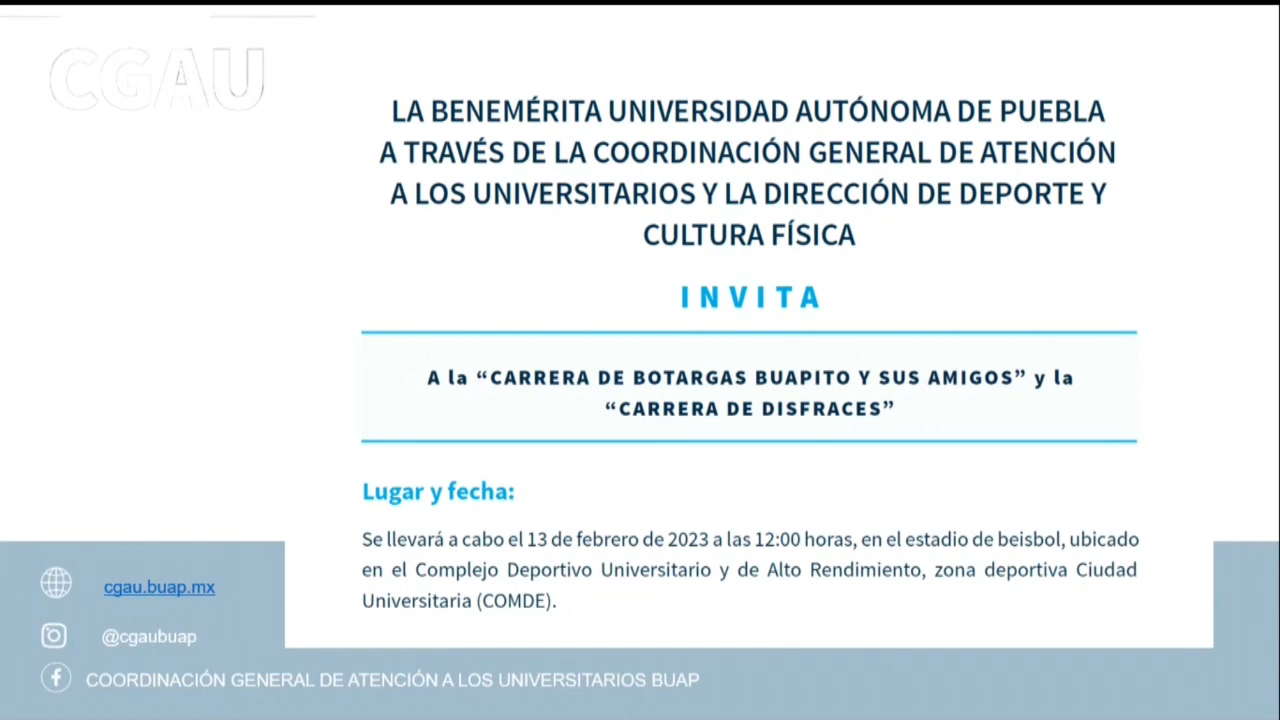 CGAU
LA BENEMÉRITA UNIVERSIDAD AUTÓNOMA DE PUEBLA
A TRAVÉS DE LA COORDINACIÓN GENERAL DE ATENCIÓN
A LOS UNIVERSITARIOS Y LA DIRECCIÓN DE DEPORTE Y
CULTURA FÍSICA
INVITA
A la “CARRERA DE BOTARGAS BUAPITO Y SUS AMIGOS” y la
“CARRERA DE DISFRACES”
Lugar y fecha:
Se llevará a cabo el 13 de febrero de 2023 a las 12:00 horas, en el estadio de beisbol, ubicado
en el Complejo Deportivo Universitario y de Alto Rendimiento, zona deportiva Ciudad
Universitaria (COMDE).
cgau.buap.mx
@cgaubuap
COORDINACIÓN GENERAL DE ATENCIÓN A LOS UNIVERSITARIOS BUAP